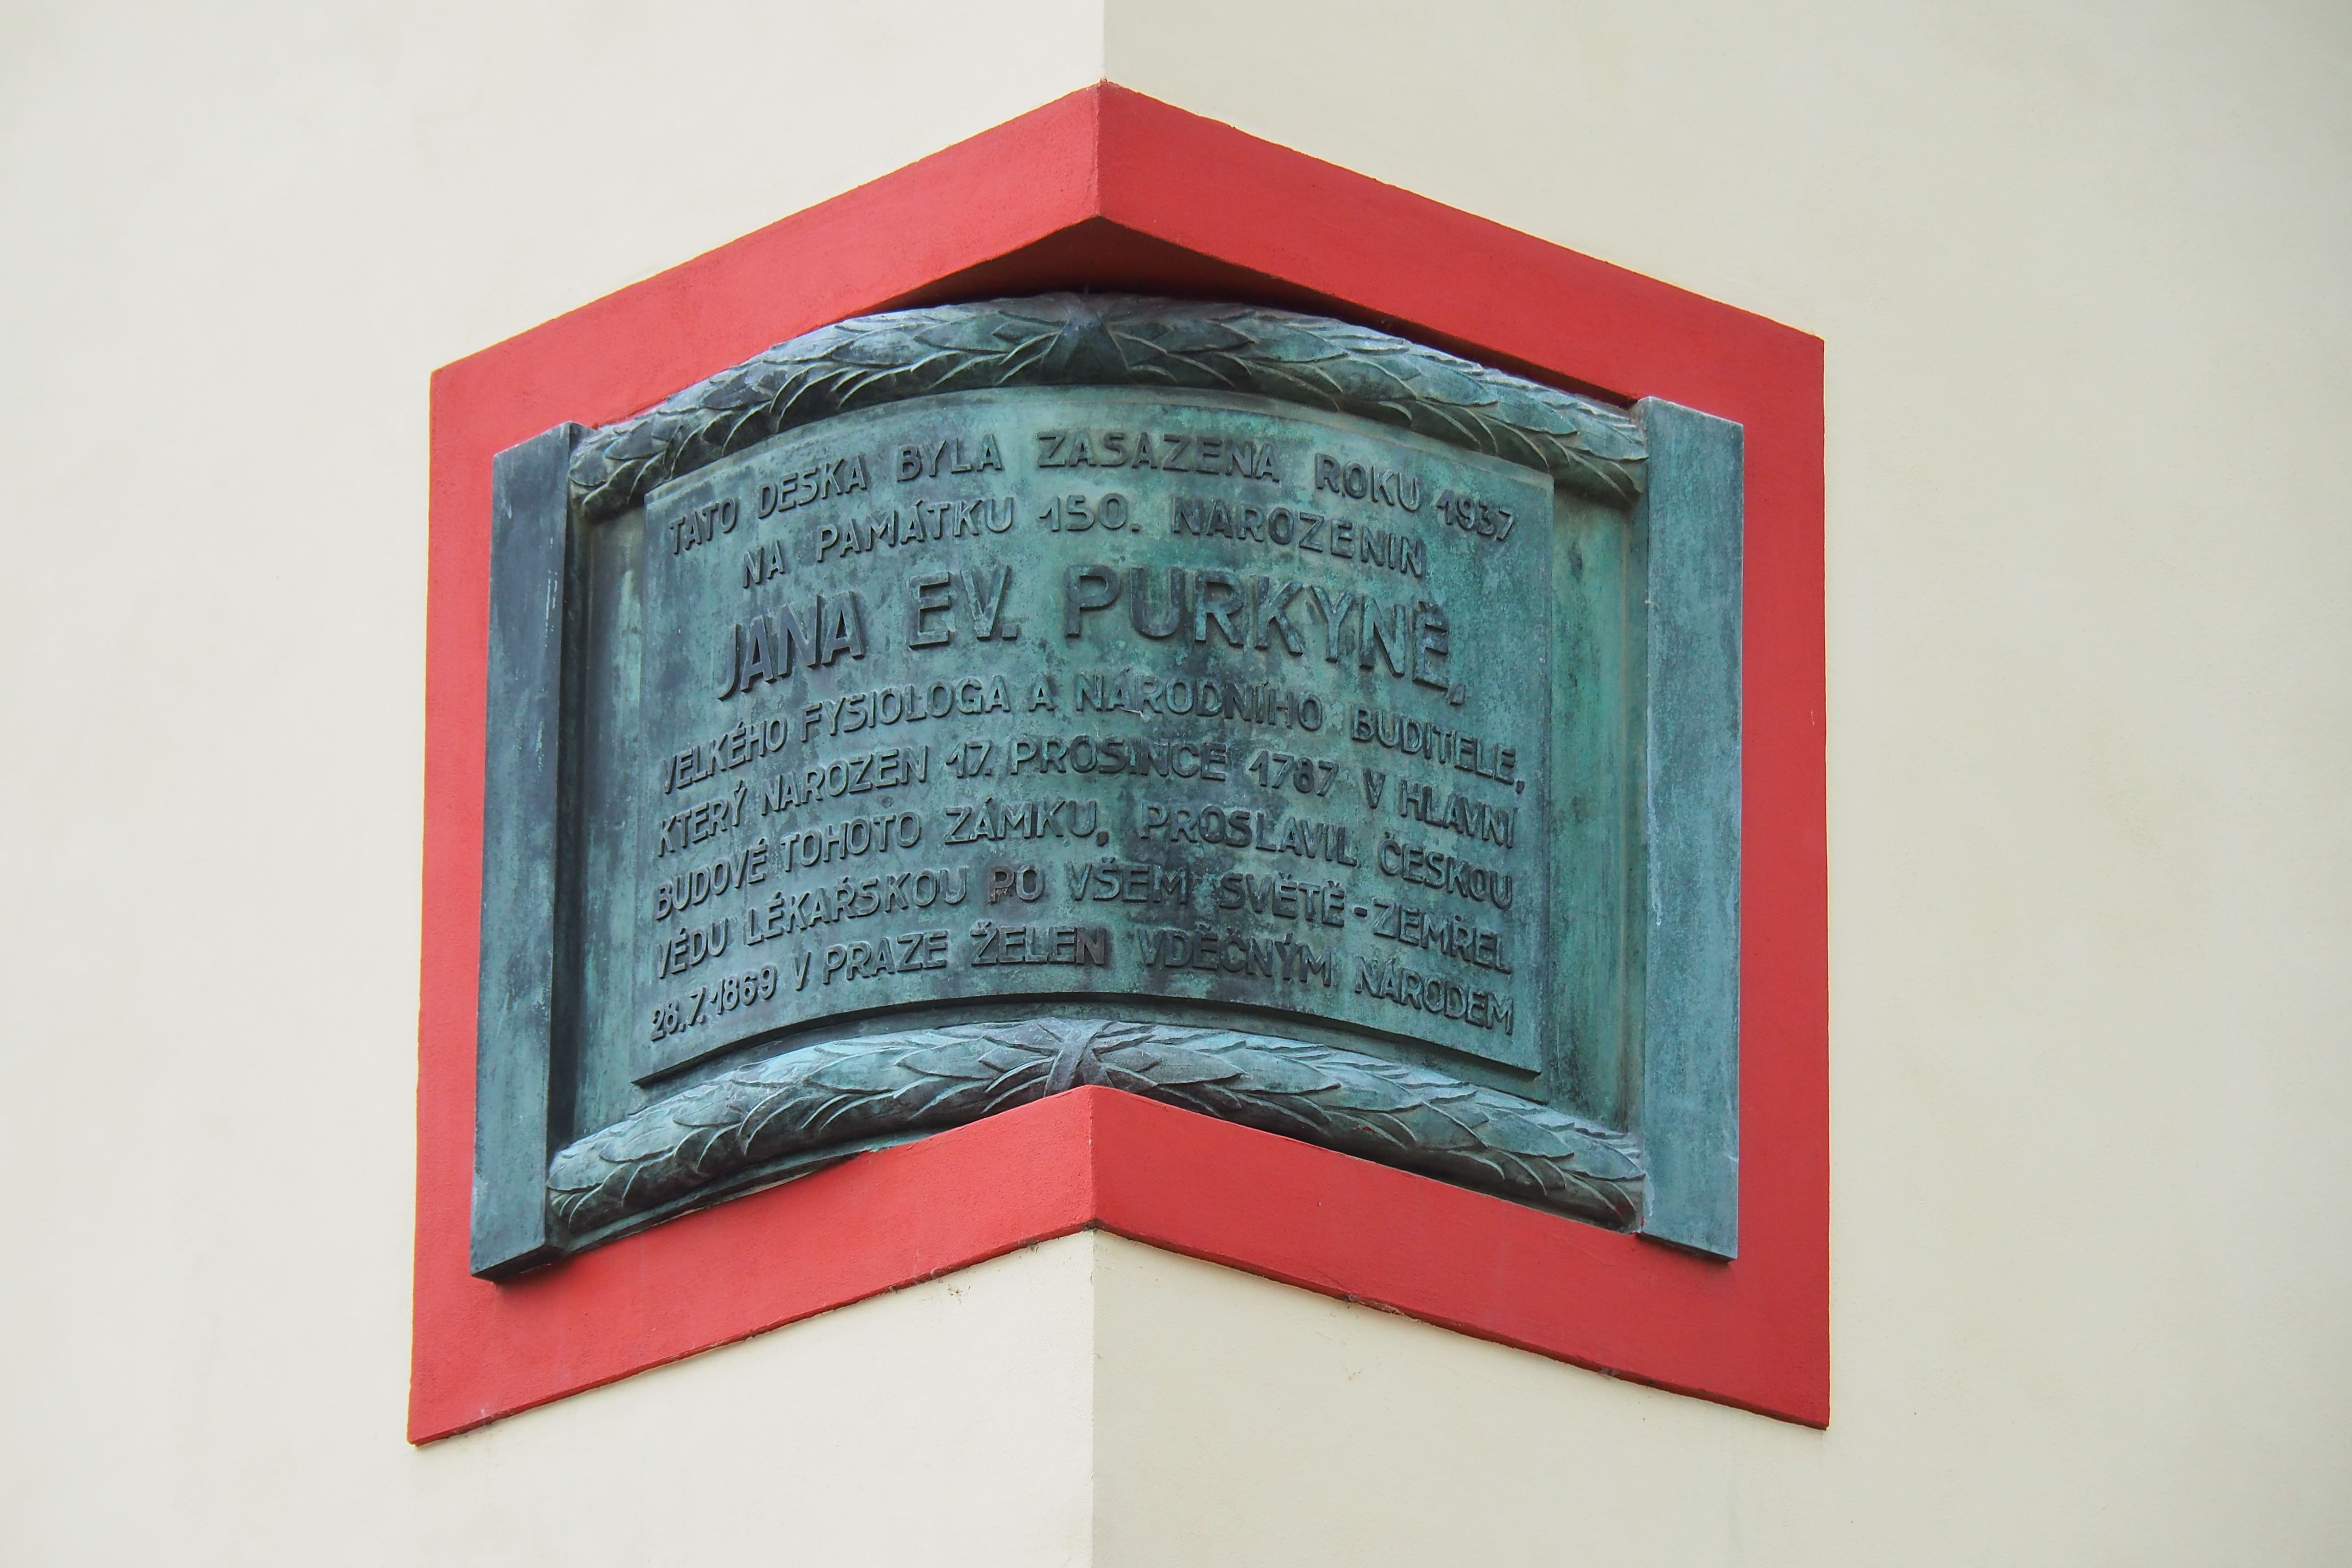 TATO DESKA BYLA ZASAZENA ROKU 1937
NA PAMÁTKU 150. NAROZENIN
JANA EV. PURKYNĚ,
VELKÉHO FYSIOLOGA A NÁRODNÍHO BUDITELE,
KTERÝ NAROZEN 17. PROSINCE 1787 V HLAVNÍ
BUDOVĚ TOHOTO ZÁMKU, PROSLAVIL ČESKOU
VĚDU LÉKAŘSKOU PO VŠEM SVĚTĚ - ZEMŘEL
28.7.1869 V PRAZE ŽELEN VDĚČNÝM NÁRODEM